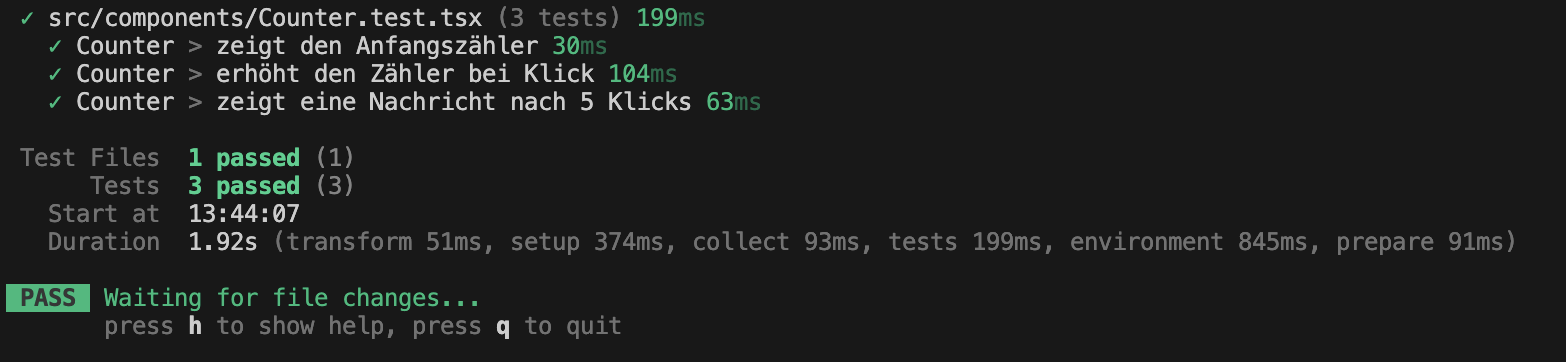 ✓ src/components/Counter.test.tsx (3 tests) 199ms
✓ Counter > zeigt den Anfangszähler 30ms
✓ Counter > erhöht den Zähler bei Klick 104ms
✓ Counter > zeigt eine Nachricht nach 5 Klicks 63ms
Test Files 1 passed (1)
Tests 3 passed (3)
Start at 13:44:07
Duration 1.92s (transform 51ms, setup 374ms, collect 93ms, tests 199ms, environment 845ms, prepare 91ms)
PASS Waiting for file changes...
press h to show help, press q to quit